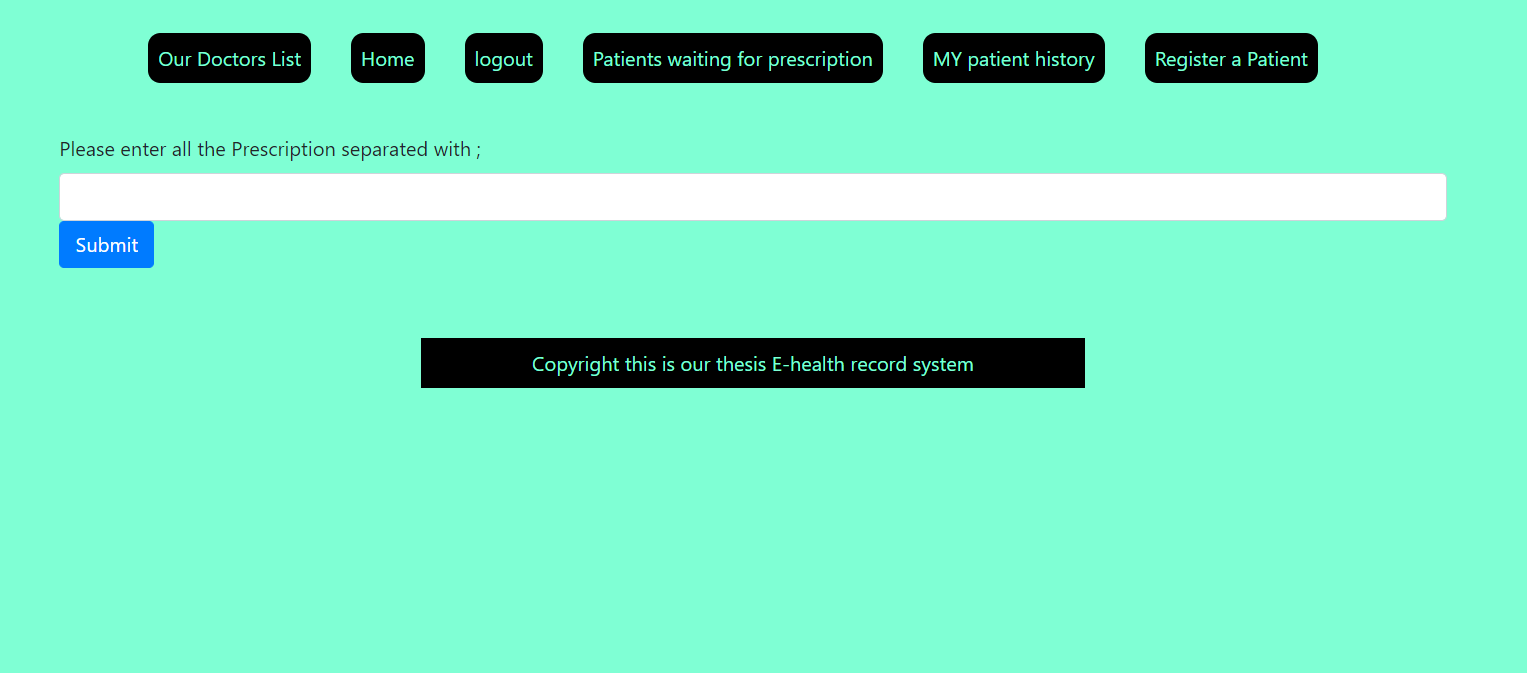 Our Doctors List Home logout Patients waiting for prescription MY patient history Register a Patient
Please enter all the Prescription separated with ;
Submit
Copyright this is our thesis E-health record system